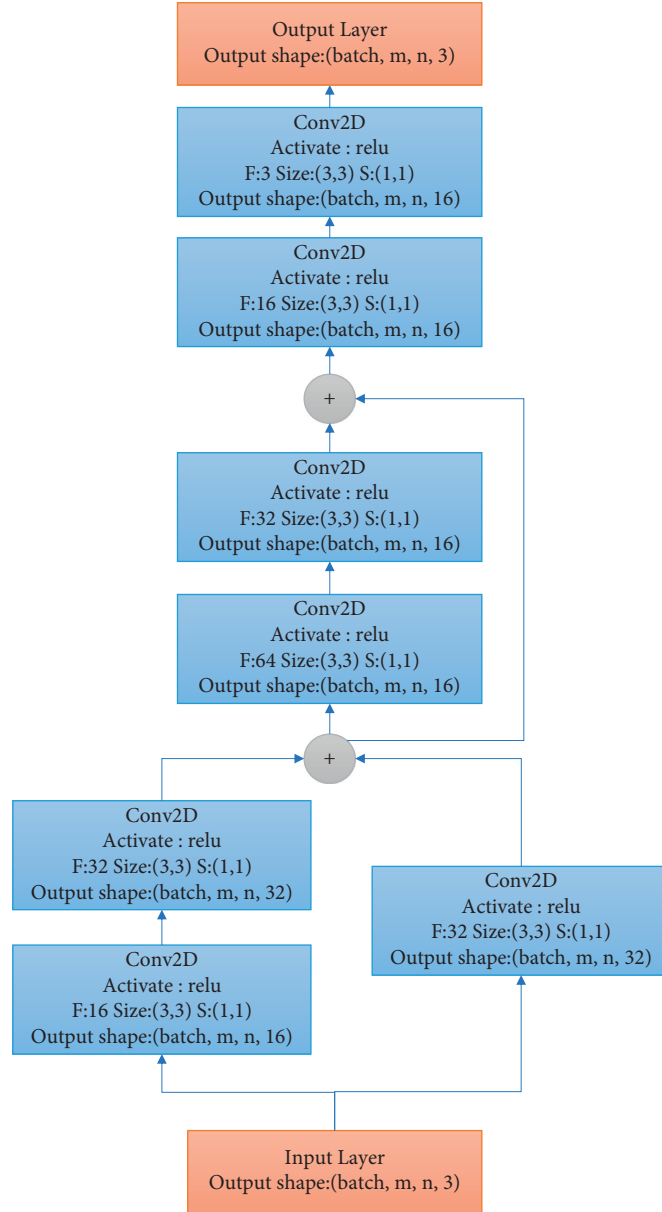 Output Layer
Output shape:(batch, m, n, 3)
Conv2D
Activate : relu
F:3 Size:(3,3) S:(1,1)
Output shape:(batch, m, n, 16)
Conv2D
Activate : relu
F:16 Size:(3,3) S:(1,1)
Output shape:(batch, m, n, 16)
+
Conv2D
Activate : relu
F:32 Size:(3,3) S:(1,1)
Output shape:(batch, m, n, 16)
Conv2D
Activate : relu
F:64 Size:(3,3) S:(1,1)
Output shape:(batch, m, n, 16)
+
Conv2D
Activate : relu
F:32 Size:(3,3) S:(1,1)
Output shape:(batch, m, n, 32)
Conv2D
Activate : relu
F:32 Size:(3,3) S:(1,1)
Output shape:(batch, m, n, 32)
Conv2D
Activate : relu
F:16 Size:(3,3) S:(1,1)
Output shape:(batch, m, n, 16)
Input Layer
Output shape:(batch, m, n, 3)